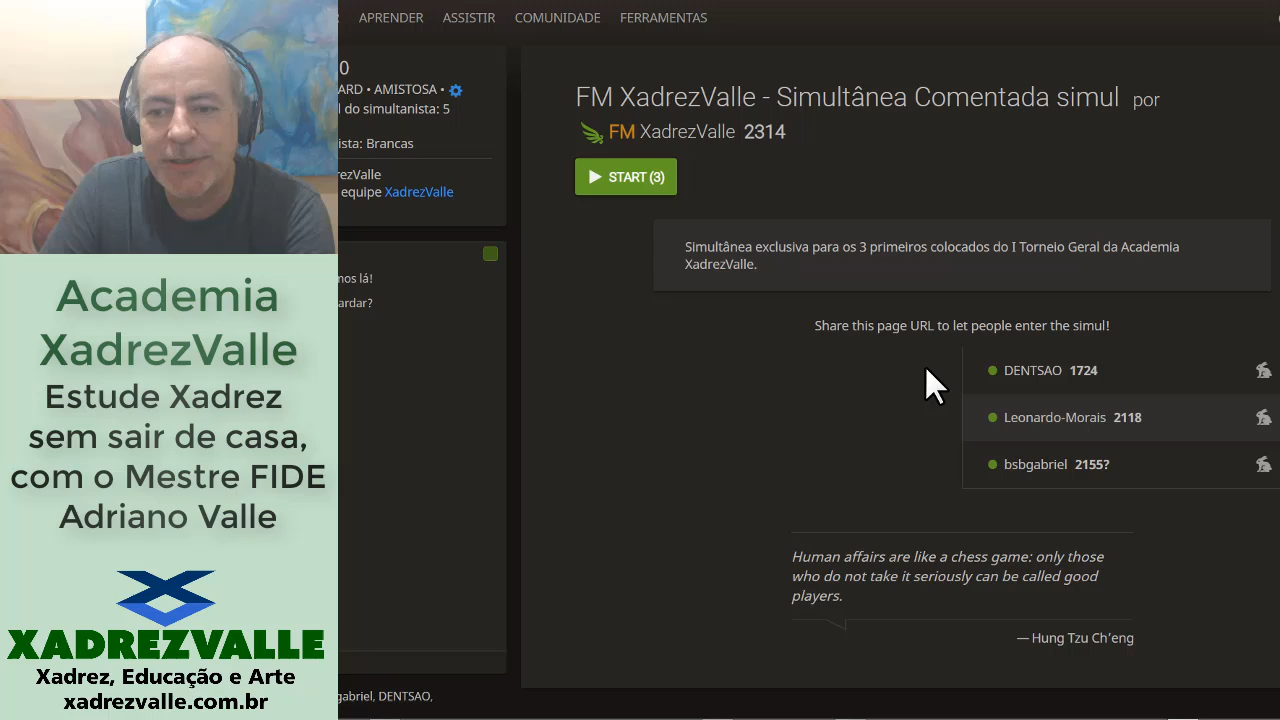 APRENDER ASSISTIR COMUNIDADE FERRAMENTAS
0
ARD • AMISTOSA •
l do simultanista: 5
ista: Brancas
ezValle
equipe XadrezValle
mos lá!
ardar?
gabriel, DENTSAO,
FM XadrezValle - Simultânea Comentada simul por
FM XadrezValle 2314
START (3)
Simultânea exclusiva para os 3 primeiros colocados do I Torneio Geral da Academia
XadrezValle.
Share this page URL to let people enter the simul!
DENTSAO 1724
Leonardo-Morais 2118
bsbgabriel 2155?
Human affairs are like a chess game: only those
who do not take it seriously can be called good
players.
— Hung Tzu Ch'eng
Academia
XadrezValle
Estude Xadrez
sem sair de casa,
com o Mestre FIDE
Adriano Valle
XADREZVALLE
Xadrez, Educação e Arte
xadrezvalle.com.br